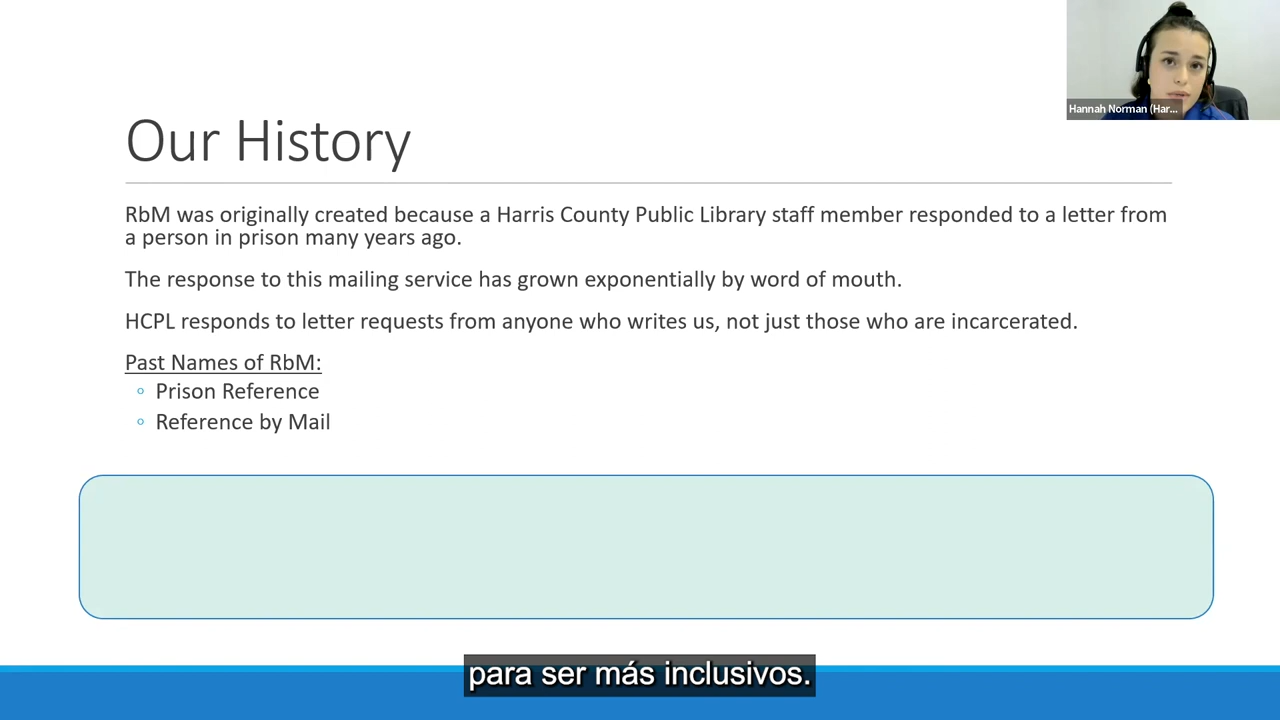 Hannah Norman (Har...
Our History
RbM was originally created because a Harris County Public Library staff member responded to a letter from
a person in prison many years ago.
The response to this mailing service has grown exponentially by word of mouth.
HCPL responds to letter requests from anyone who writes us, not just those who are incarcerated.
Past Names of RbM:
Prison Reference
Reference by Mail
para ser más inclusivos.